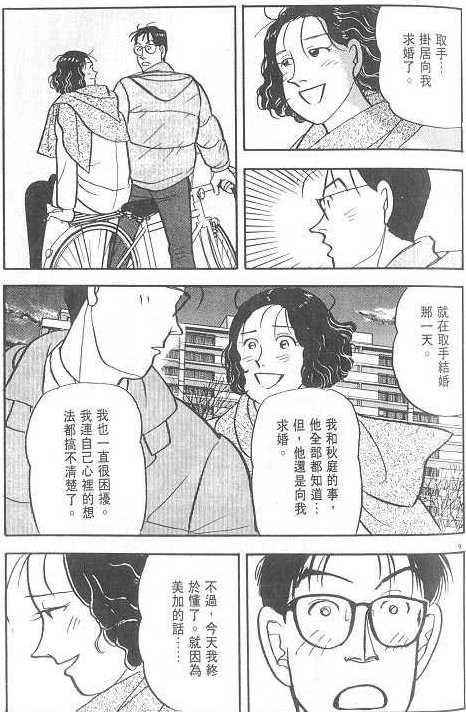 取手⋯
掛居向我
求婚了。
就在取手結婚
那一天。
我和秋庭的事，
他全部都知道⋯
但，他還是向我
求婚。
我也一直很困擾。
我連自己心裡的想
法都搞不清楚了。
9
不過，今天我終
於懂了。就因為
美加的話⋯⋯